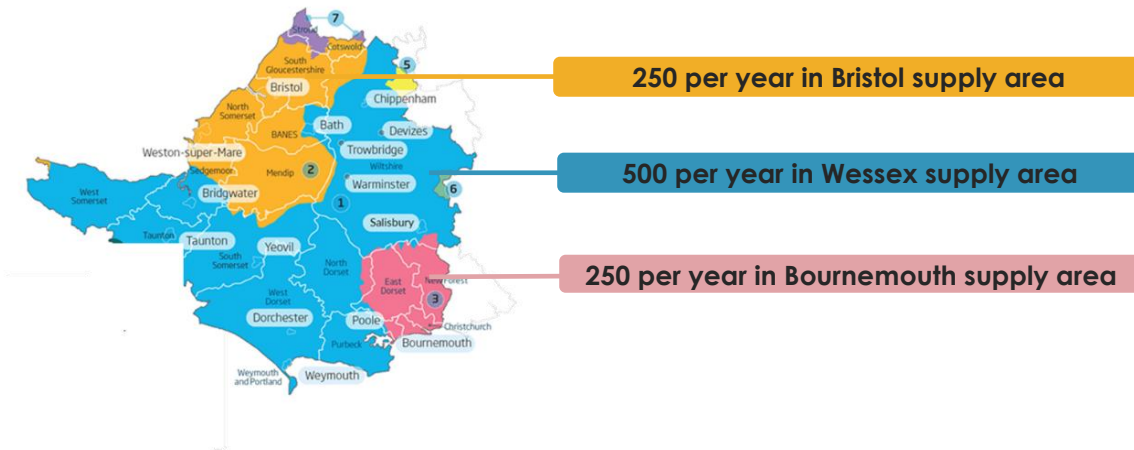 7
Stroud
Cotswold
South
Gloucestershire
5
250 per year in Bristol supply area
Bristol
Chippenham
North
Somerset
Bath
Devizes
BANES
Trowbridge
Weston-super-Mare
Wiltshire
Sedgemoor
Mendip
2
500 per year in Wessex supply area
Warminster
6
West
Somerset
Bridgwater
1
Salisbury
Taunton
Taunton
Yeovil
South
Somerset
North
Dorset
East
Dorset
New Forest
250 per year in Bournemouth supply area
3
West
Dorset
Dorchester
Poole
Christchurch
Purbeck
Bournemouth
Weymouth
and Portland
Weymouth